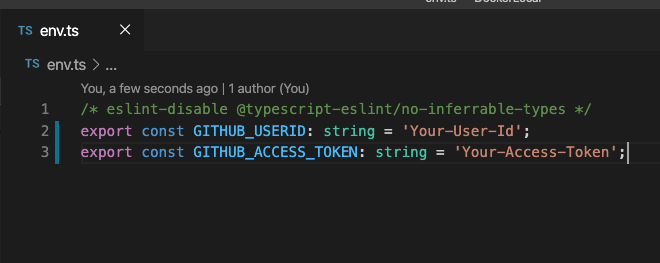 TS env.ts ×
TS env.ts > ...
You, a few seconds ago | 1 author (You)
1 /* eslint-disable @typescript-eslint/no-inferrable-types */
2 export const GITHUB_USERID: string = 'Your-User-Id';
3 export const GITHUB_ACCESS_TOKEN: string = 'Your-Access-Token';